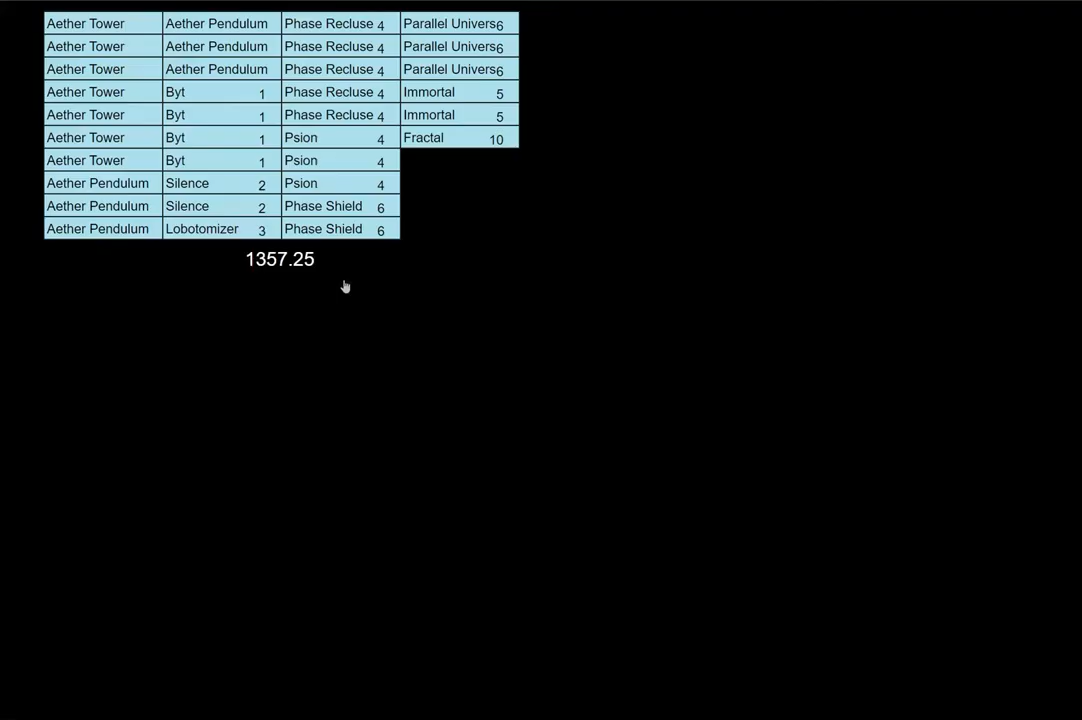 Aether Tower Aether Pendulum Phase Recluse 4 Parallel Univers6
Aether Tower Aether Pendulum Phase Recluse 4 Parallel Univers6
Aether Tower Aether Pendulum Phase Recluse 4 Parallel Univers6
Aether Tower Byt 1 Phase Recluse 4 Immortal 5
Aether Tower Byt 1 Phase Recluse 4 Immortal 5
Aether Tower Byt 1 Psion 4 Fractal 10
Aether Tower Byt 1 Psion 4
Aether Pendulum Silence 2 Psion 4
Aether Pendulum Silence 2 Phase Shield 6
Aether Pendulum Lobotomizer 3 Phase Shield 6
1357.25